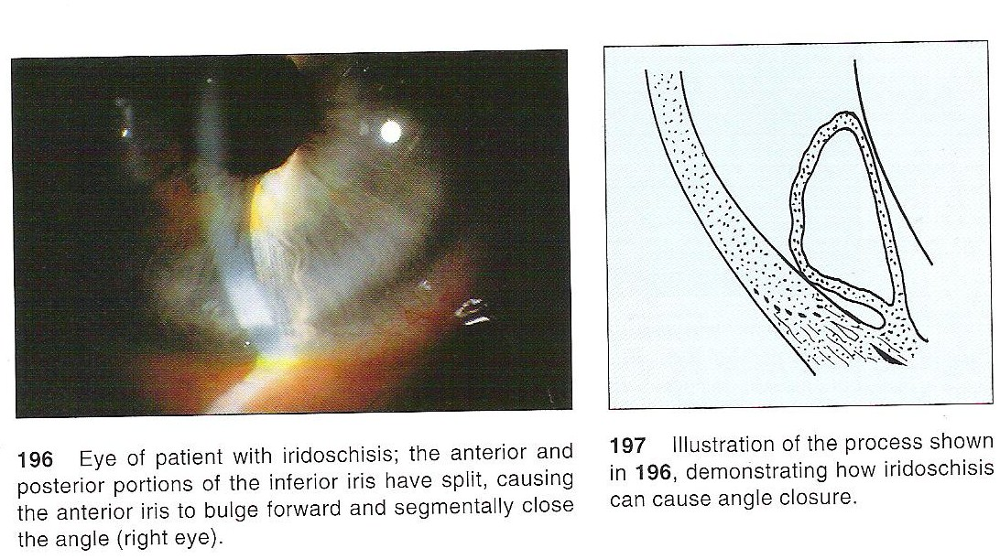 196 Eye of patient with iridoschisis; the anterior and
posterior portions of the inferior iris have split, causing
the anterior iris to bulge forward and segmentally close
the angle (right eye).
197 Illustration of the process shown
in 196, demonstrating how iridoschisis
can cause angle closure.